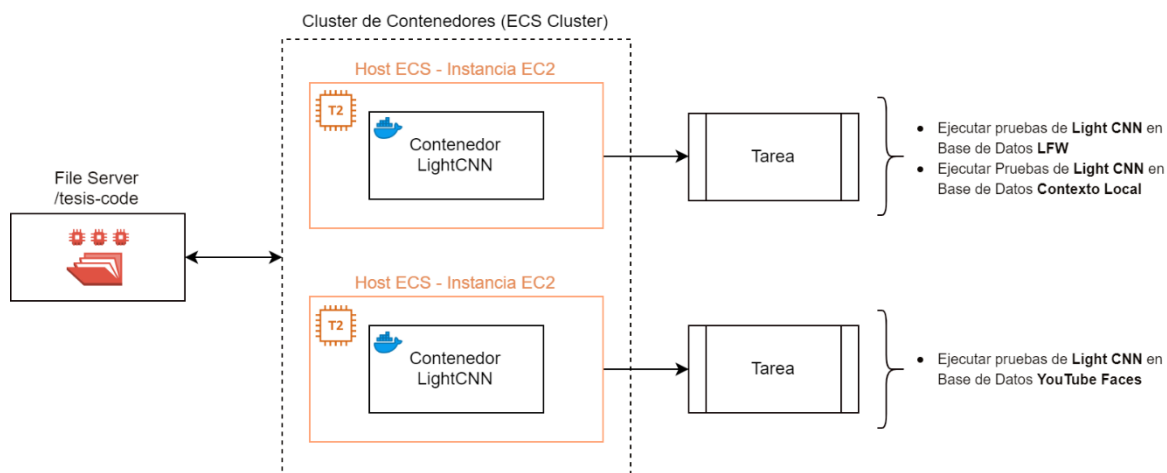 Cluster de Contenedores (ECS Cluster)
Host ECS - Instancia EC2
T2
Contenedor
LightCNN
Tarea
• Ejecutar pruebas de Light CNN en
Base de Datos LFW
• Ejecutar Pruebas de Light CNN en
Base de Datos Contexto Local
File Server
/tesis-code
Host ECS - Instancia EC2
T2
Contenedor
LightCNN
Tarea
• Ejecutar pruebas de Light CNN en
Base de Datos YouTube Faces